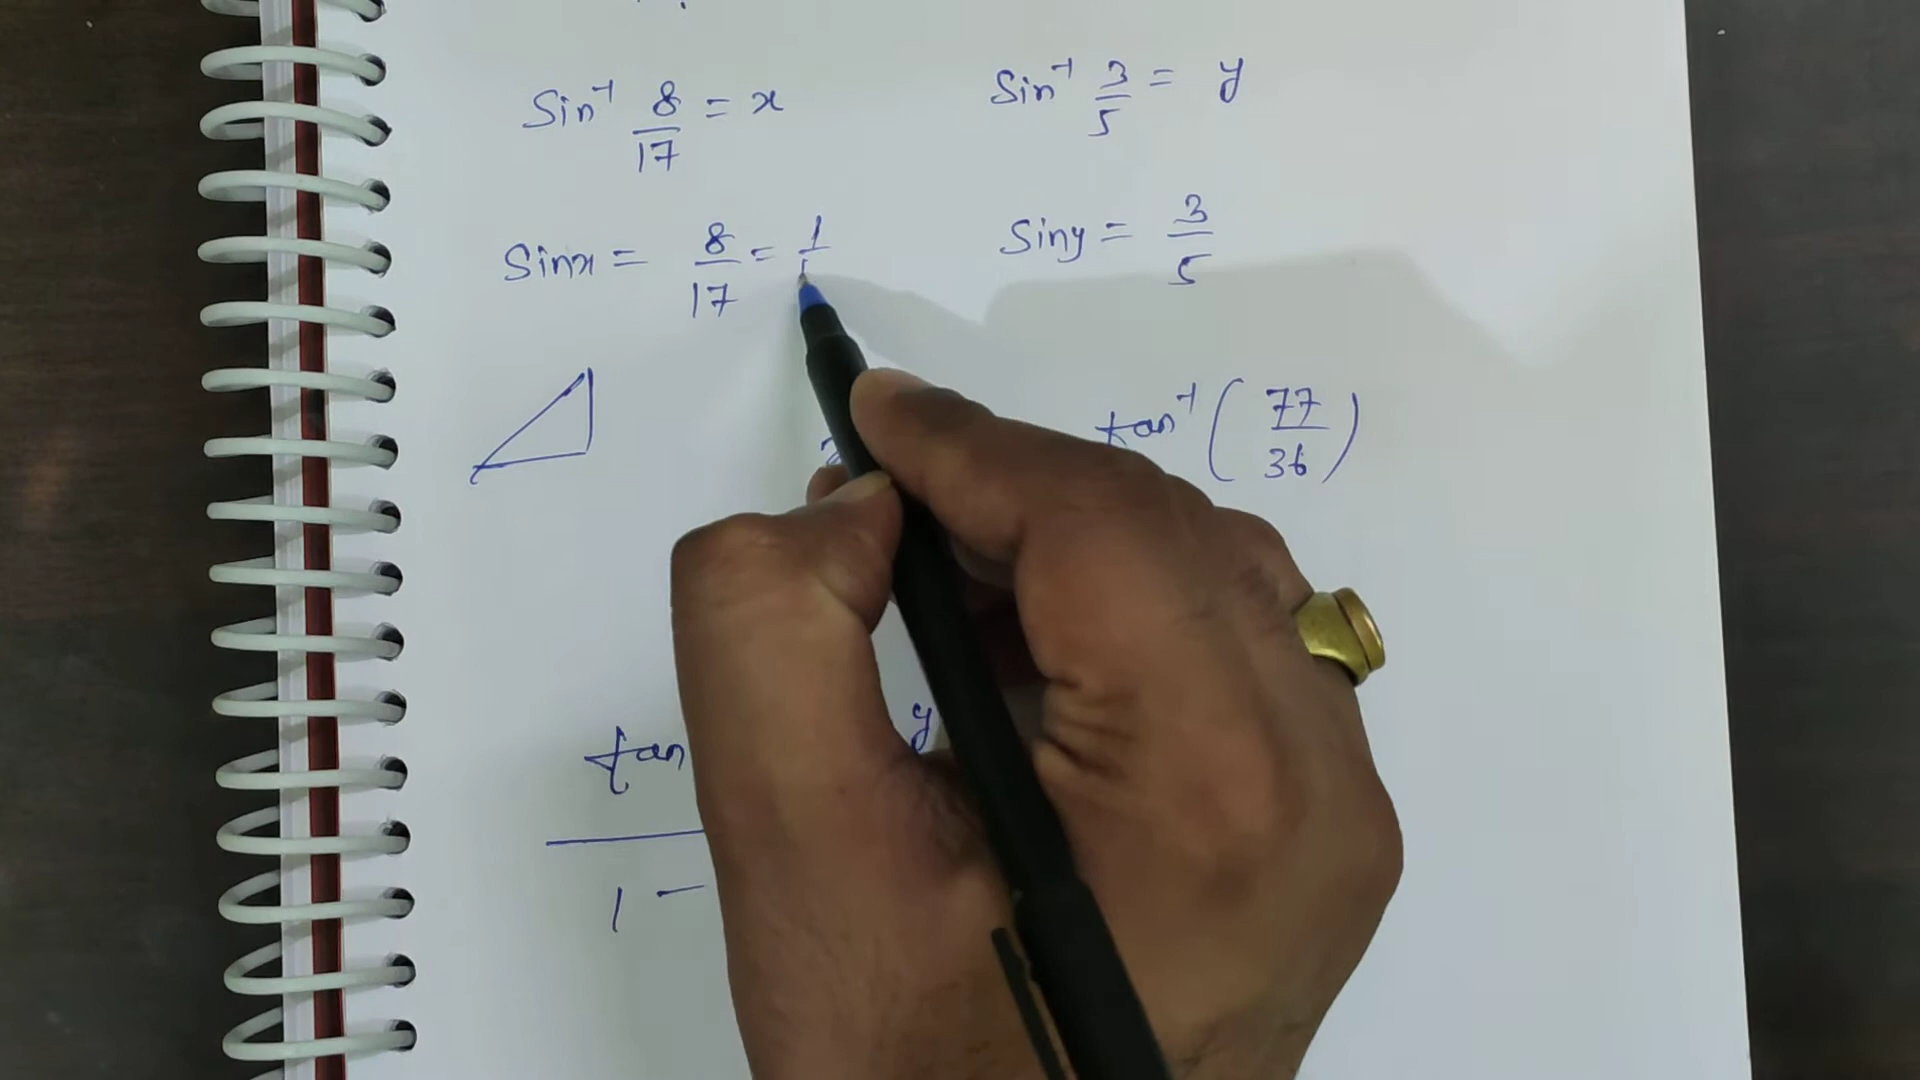 Sin⁻¹ 8/17 = x
Sin⁻¹ 3/5 = y
Sinx = 8/17 = 1
Siny = 3/5
tan⁻¹ (77/36)
tan y
1 -